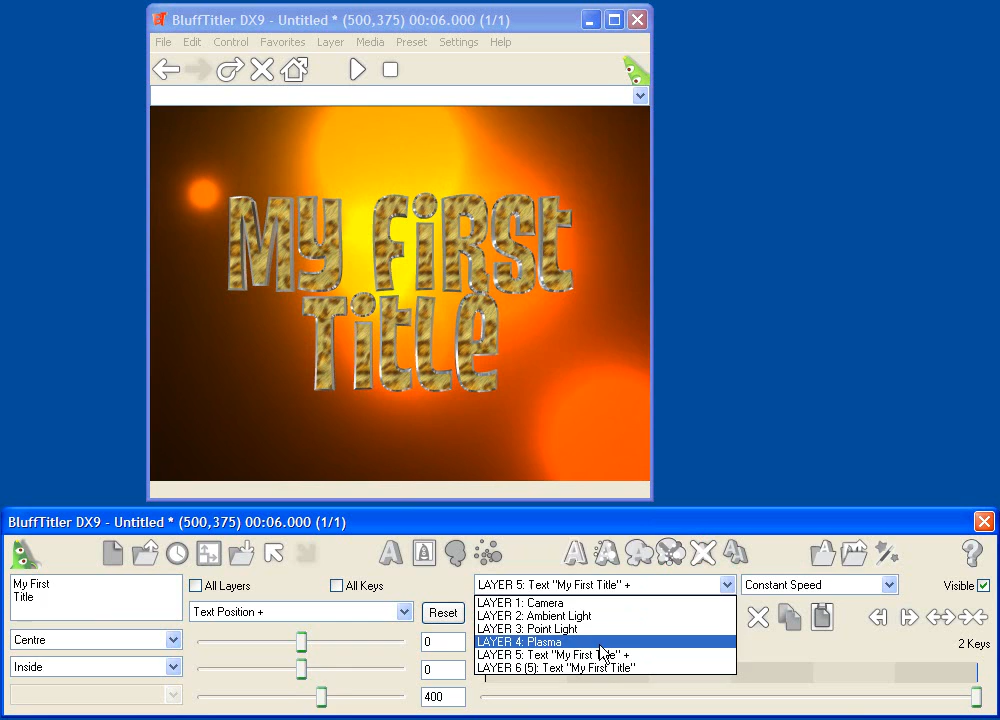 BluffTitler DX9 - Untitled * (500,375) 00:06.000 (1/1)
File Edit Control Favorites Layer Media Preset Settings Help
My First
Title
BluffTitler DX9 - Untitled * (500,375) 00:06.000 (1/1)
My First
Title
All Layers
All Keys
LAYER 5: Text "My First Title" +
Constant Speed
Visible
Text Position +
Reset
LAYER 1: Camera
LAYER 2: Ambient Light
LAYER 3: Point Light
LAYER 4: Plasma
LAYER 5: Text "My First Title" +
LAYER 6 (5): Text "My First Title"
Centre
0
2 Keys
Inside
0
400